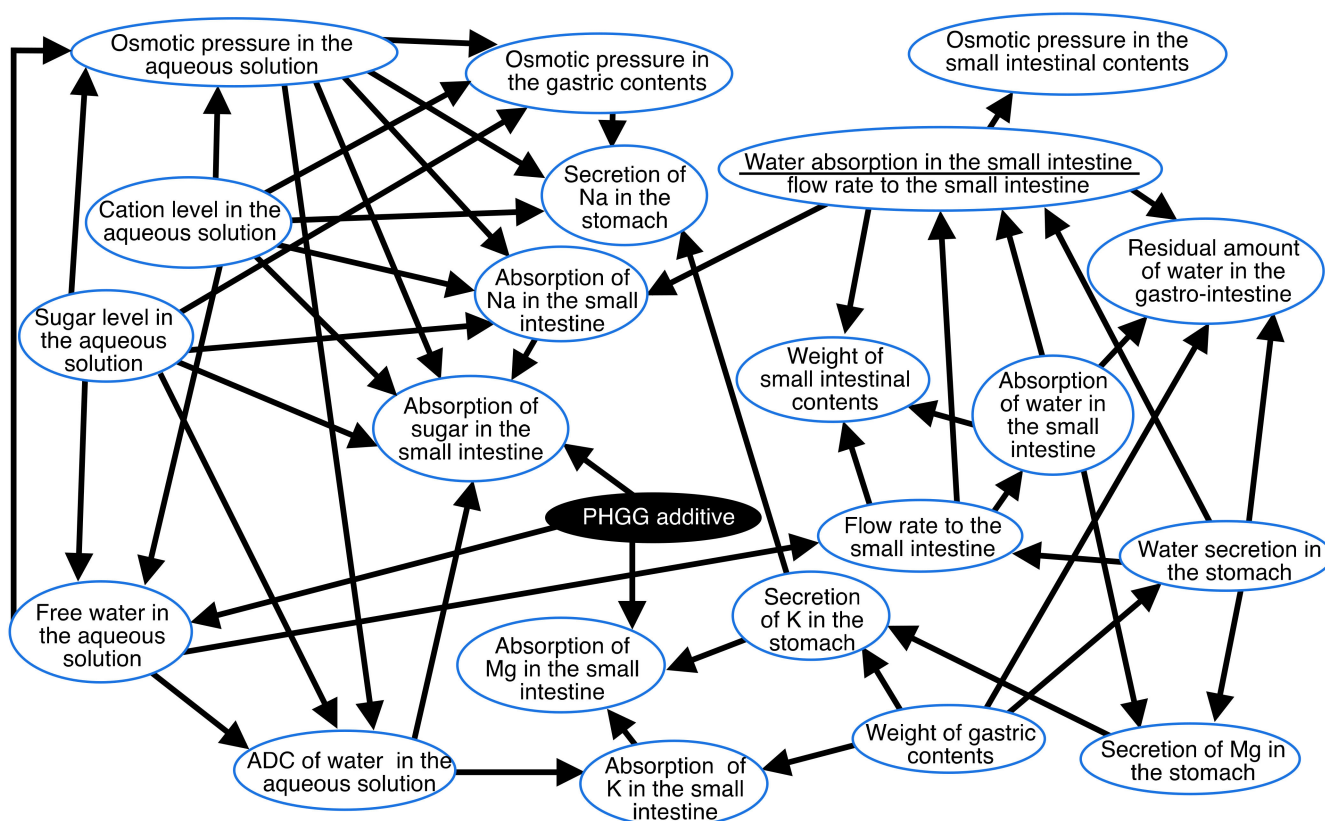 Osmotic pressure in the
aqueous solution
Osmotic pressure in
the gastric contents
Osmotic pressure in the
small intestinal contents
Water absorption in the small intestine
flow rate to the small intestine
Secretion of
Na in the
stomach
Cation level in the
aqueous solution
Residual amount
of water in the
gastro-intestine
Absorption of
Na in the small
intestine
Sugar level in
the aqueous
solution
Weight of
small intestinal
contents
Absorption
of water in
the small
intestine
Absorption of
sugar in the
small intestine
PHGG additive
Flow rate to the
small intestine
Water secretion in
the stomach
Free water in
the aqueous
solution
Secretion
of K in the
stomach
Absorption of
Mg in the small
intestine
Weight of gastric
contents
Secretion of Mg in
the stomach
ADC of water in the
aqueous solution
Absorption of
K in the small
intestine